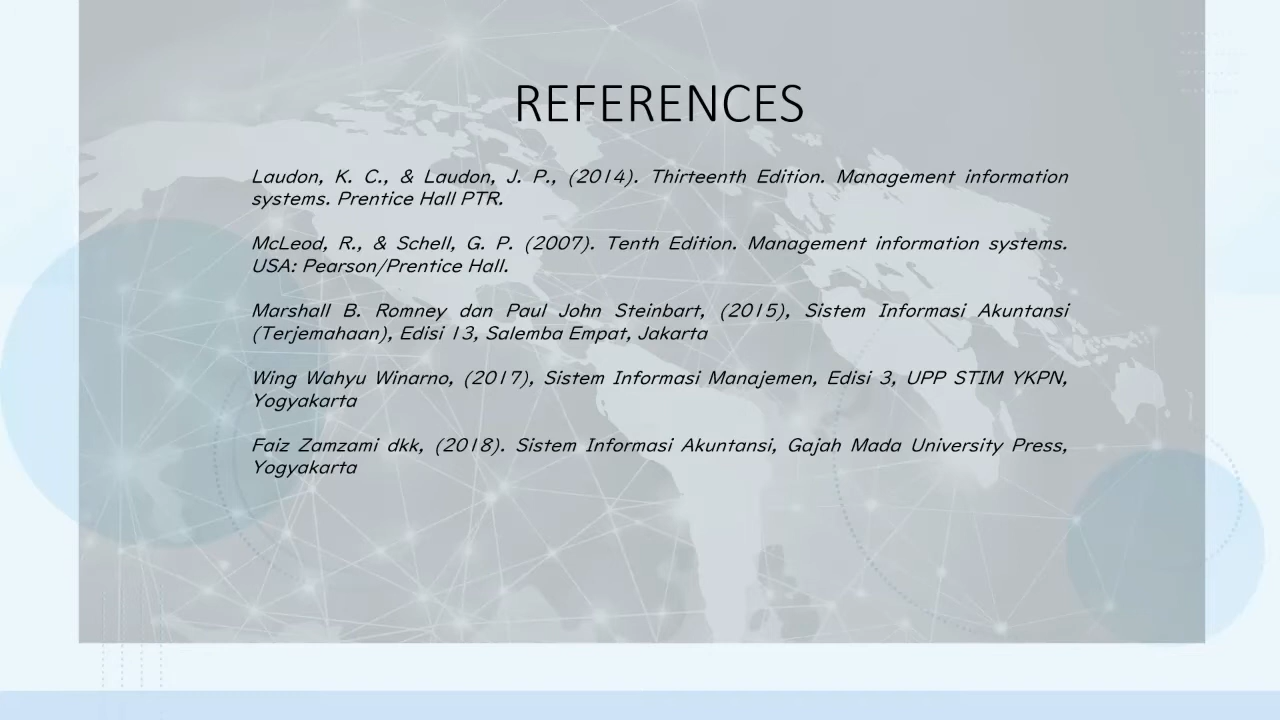 REFERENCES
Laudon, K. C., & Laudon, J. P., (2014). Thirteenth Edition. Management information
systems. Prentice Hall PTR.
McLeod, R., & Schell, G. P. (2007). Tenth Edition. Management information systems.
USA: Pearson/Prentice Hall.
Marshall B. Romney dan Paul John Steinbart, (2015), Sistem Informasi Akuntansi
(Terjemahaan), Edisi 13, Salemba Empat, Jakarta
Wing Wahyu Winarno, (2017), Sistem Informasi Manajemen, Edisi 3, UPP STIM YKPN,
Yogyakarta
Faiz Zamzami dkk, (2018). Sistem Informasi Akuntansi, Gajah Mada University Press,
Yogyakarta